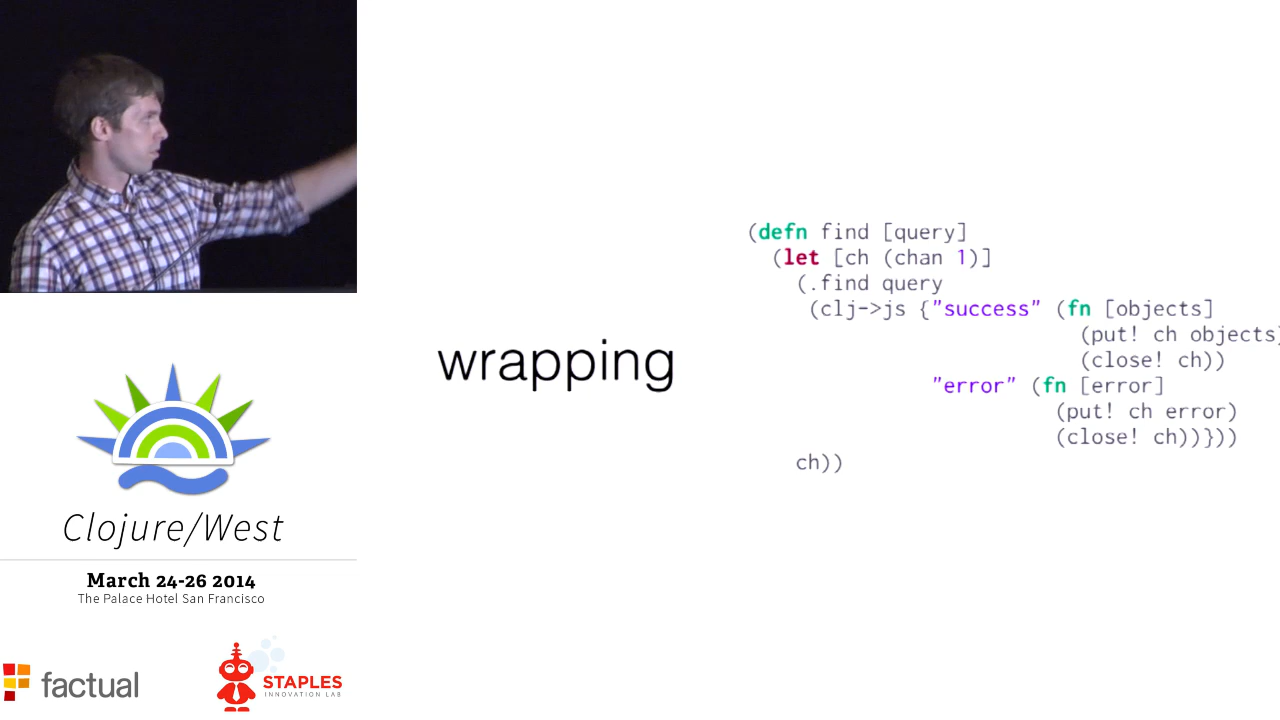 wrapping
(defn find [query]
  (let [ch (chan 1)]
    (.find query
     (clj->js {"success" (fn [objects]
                           (put! ch objects)
                           (close! ch))
               "error" (fn [error]
                         (put! ch error)
                         (close! ch))}))
    ch))
Clojure/West
March 24-26 2014
The Palace Hotel San Francisco
factual
STAPLES
INNOVATION LAB